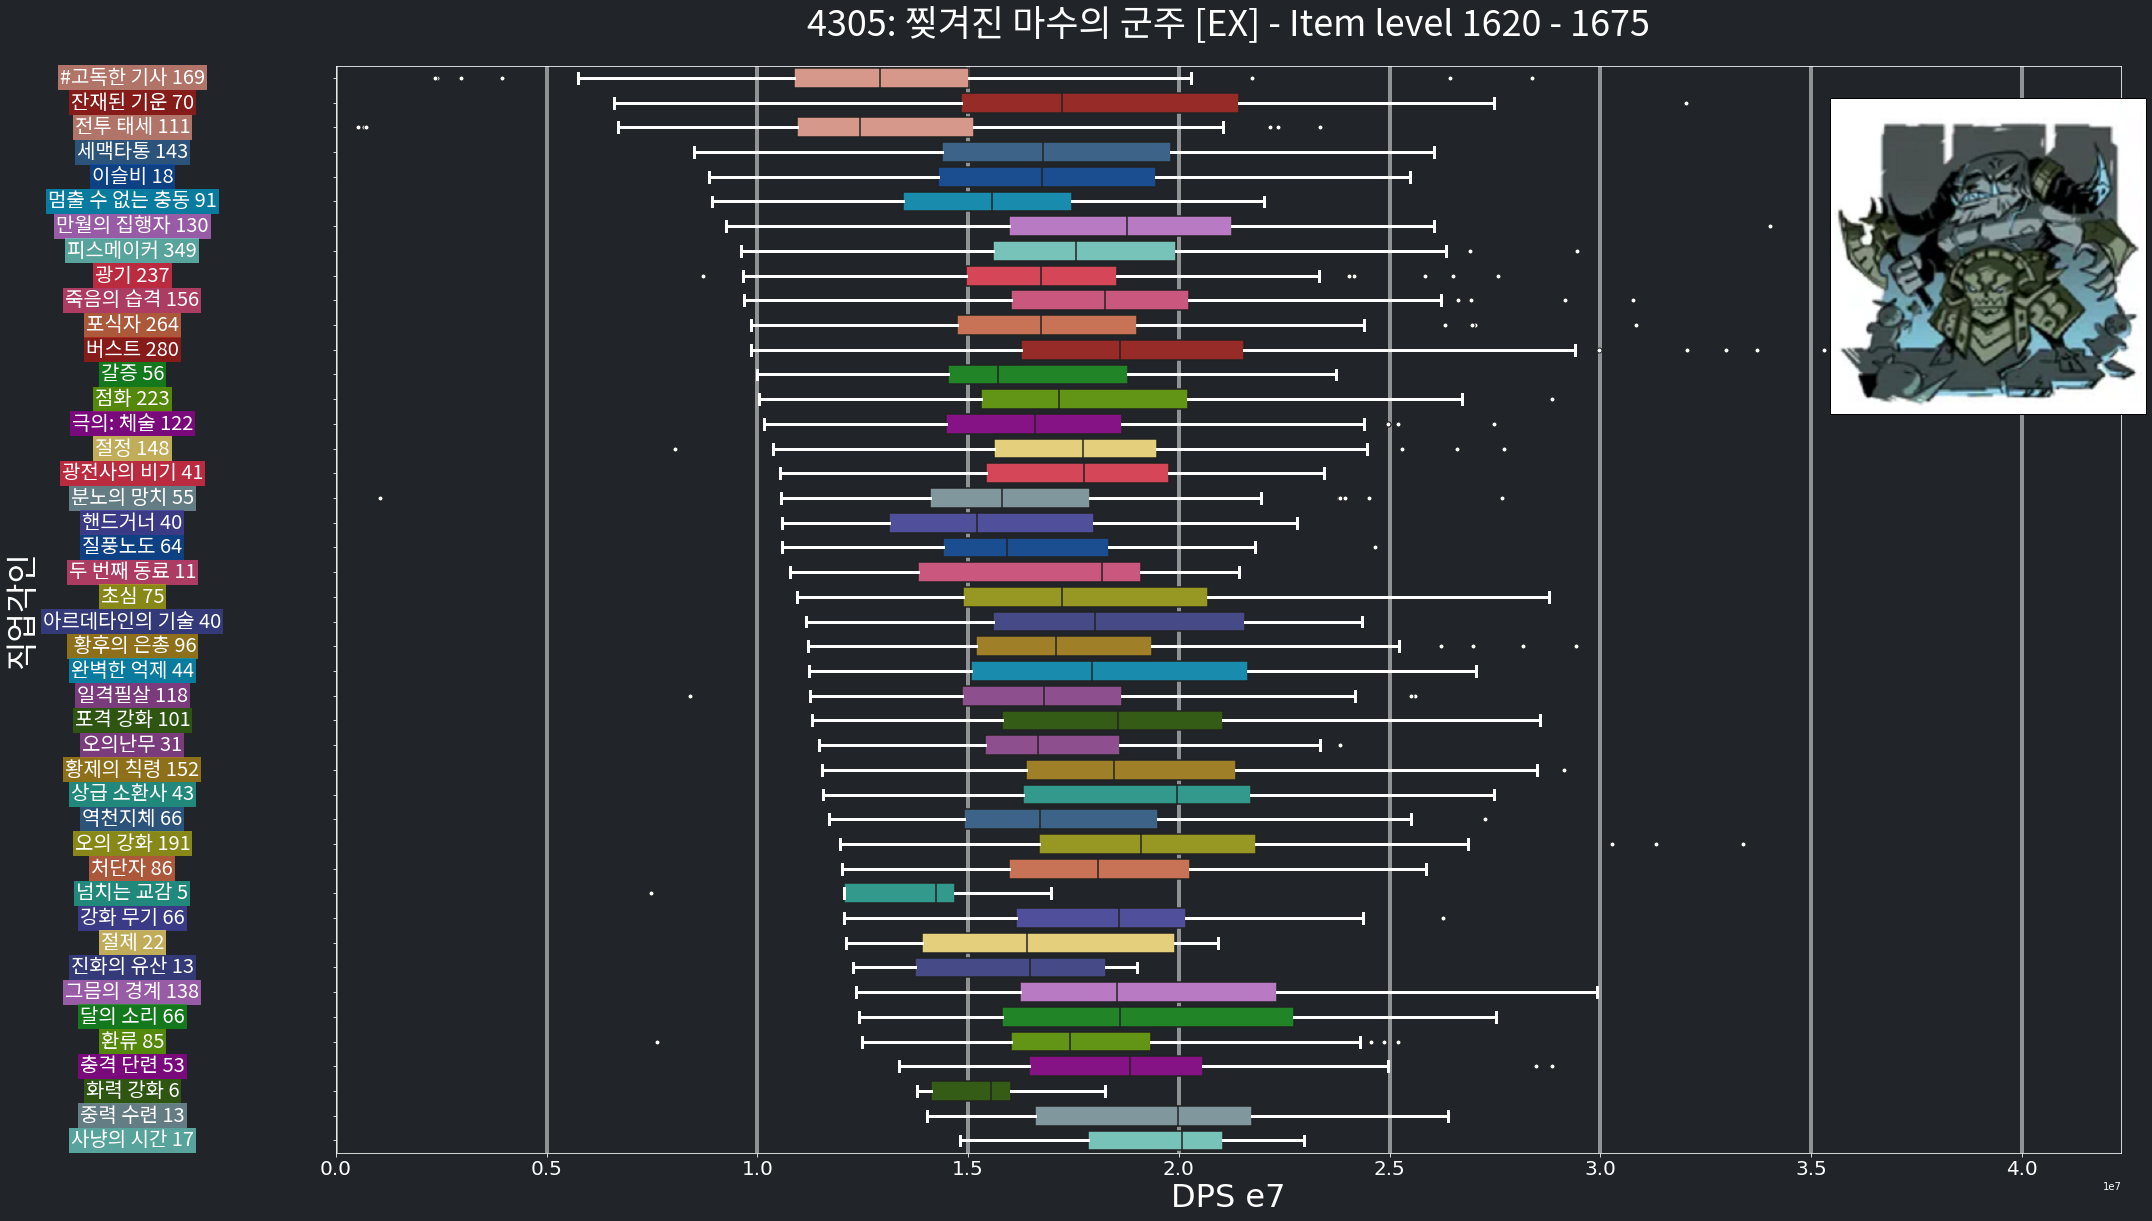 4305: 찢겨진 마수의 군주 [EX] - Item level 1620 - 1675
#고독한 기사 169
잔재된 기운 70
전투 태세 111
세맥타통 143
이슬비 18
멈출 수 없는 충동 91
만월의 집행자 130
피스메이커 349
광기 237
죽음의 습격 156
포식자 264
버스트 280
갈증 56
점화 223
극의: 체술 122
절정 148
광전사의 비기 41
분노의 망치 55
핸드거너 40
질풍노도 64
두 번째 동료 11
초심 75
아르데타인의 기술 40
황후의 은총 96
완벽한 억제 44
일격필살 118
포격 강화 101
오의난무 31
황제의 칙령 152
상급 소환사 43
역천지체 66
오의 강화 191
처단자 86
넘치는 교감 5
강화 무기 66
절제 22
진화의 유산 13
그믐의 경계 138
달의 소리 66
환류 85
충격 단련 53
화력 강화 6
중력 수련 13
사냥의 시간 17
직업각인
0.0 0.5 1.0 1.5 2.0 2.5 3.0 3.5 4.0
DPS e7
1e7